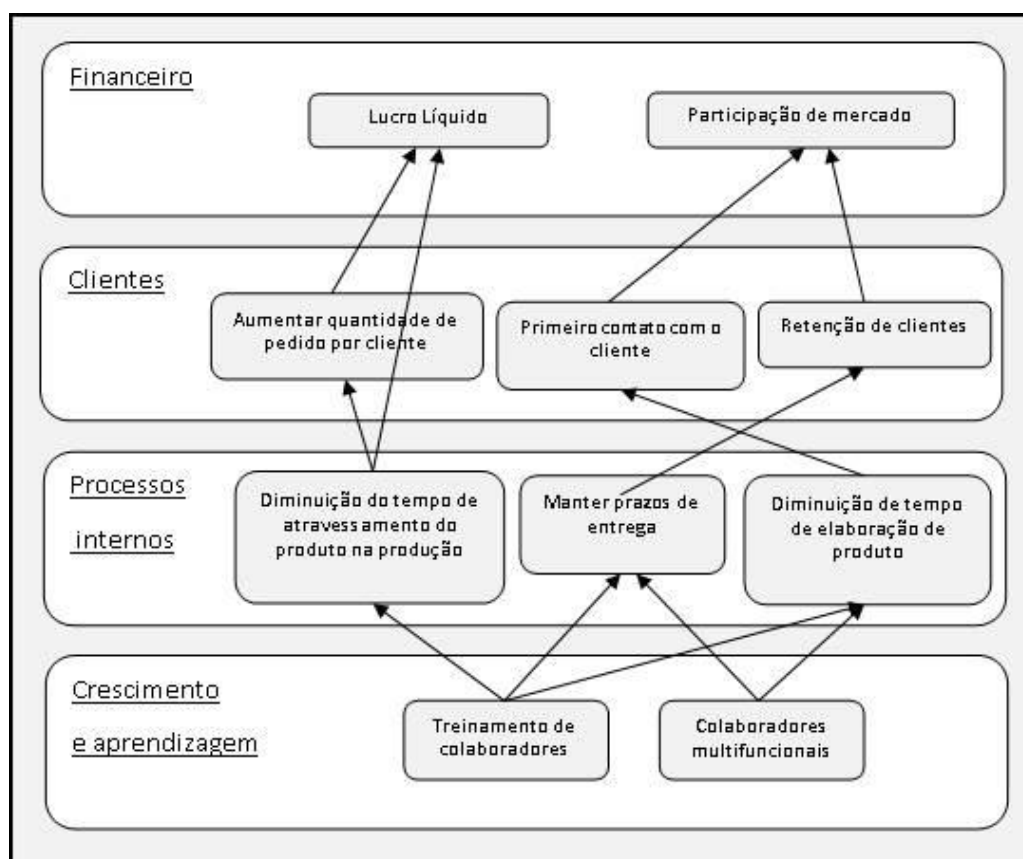 Financeiro
Lucro Líquido
Participação de mercado
Clientes
Aumentar quantidade de
pedido por cliente
Primeiro contato com o
cliente
Retenção de clientes
Processos
internos
Diminuição do tempo de
atravessamento do
produto na produção
Manter prazos de
entrega
Diminuição de tempo
de elaboração de
produto
Crescimento
e aprendizagem
Treinamento de
colaboradores
Colaboradores
multifuncionais